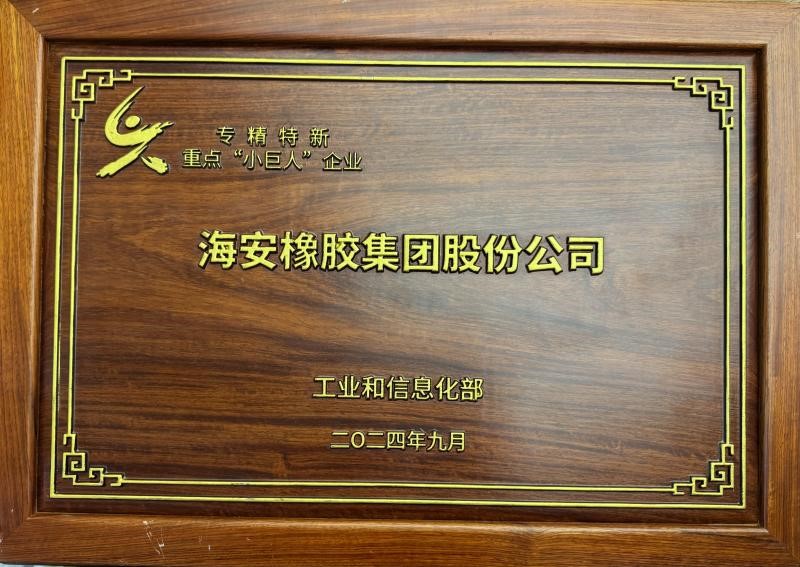 专精特新
重点“小巨人”企业
海安橡胶集团股份公司
工业和信息化部
二〇二四年九月